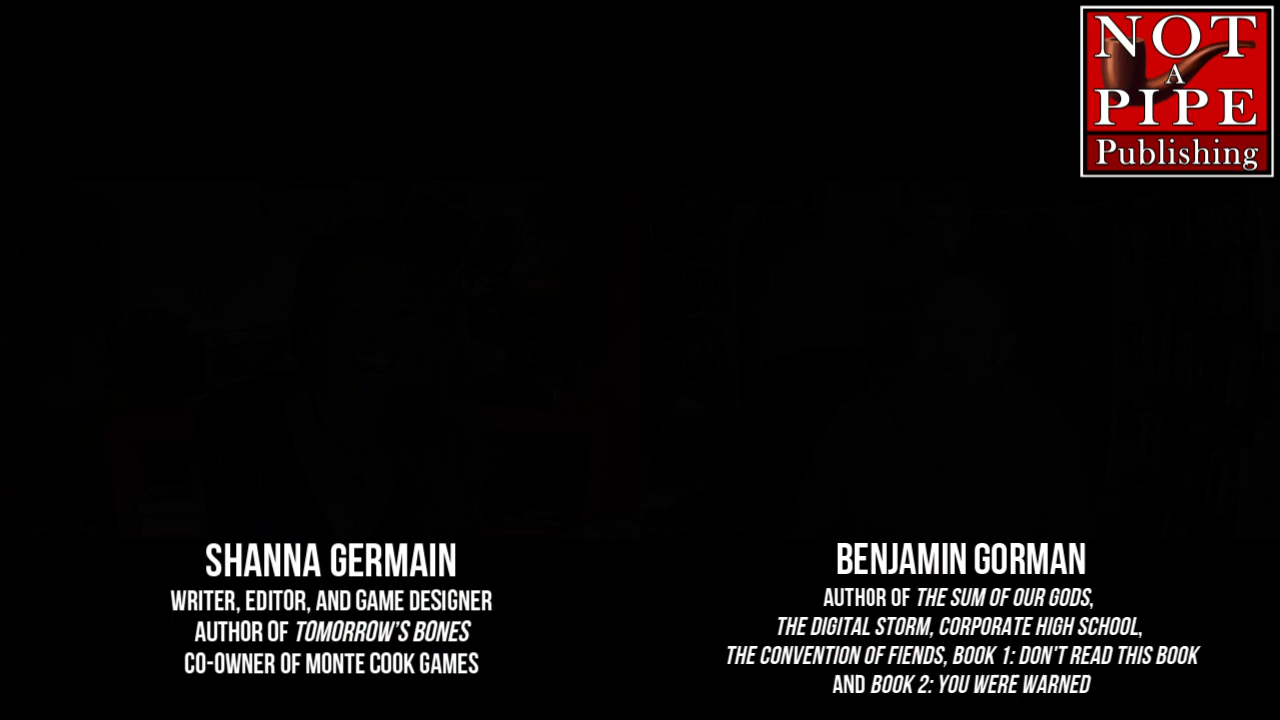 NOT
A
PIPE
Publishing
SHANNA GERMAIN
WRITER, EDITOR, AND GAME DESIGNER
AUTHOR OF TOMORROW'S BONES
CO-OWNER OF MONTE COOK GAMES
BENJAMIN GORMAN
AUTHOR OF THE SUM OF OUR GODS,
THE DIGITAL STORM, CORPORATE HIGH SCHOOL,
THE CONVENTION OF FIENDS, BOOK 1: DON'T READ THIS BOOK
AND BOOK 2: YOU WERE WARNED